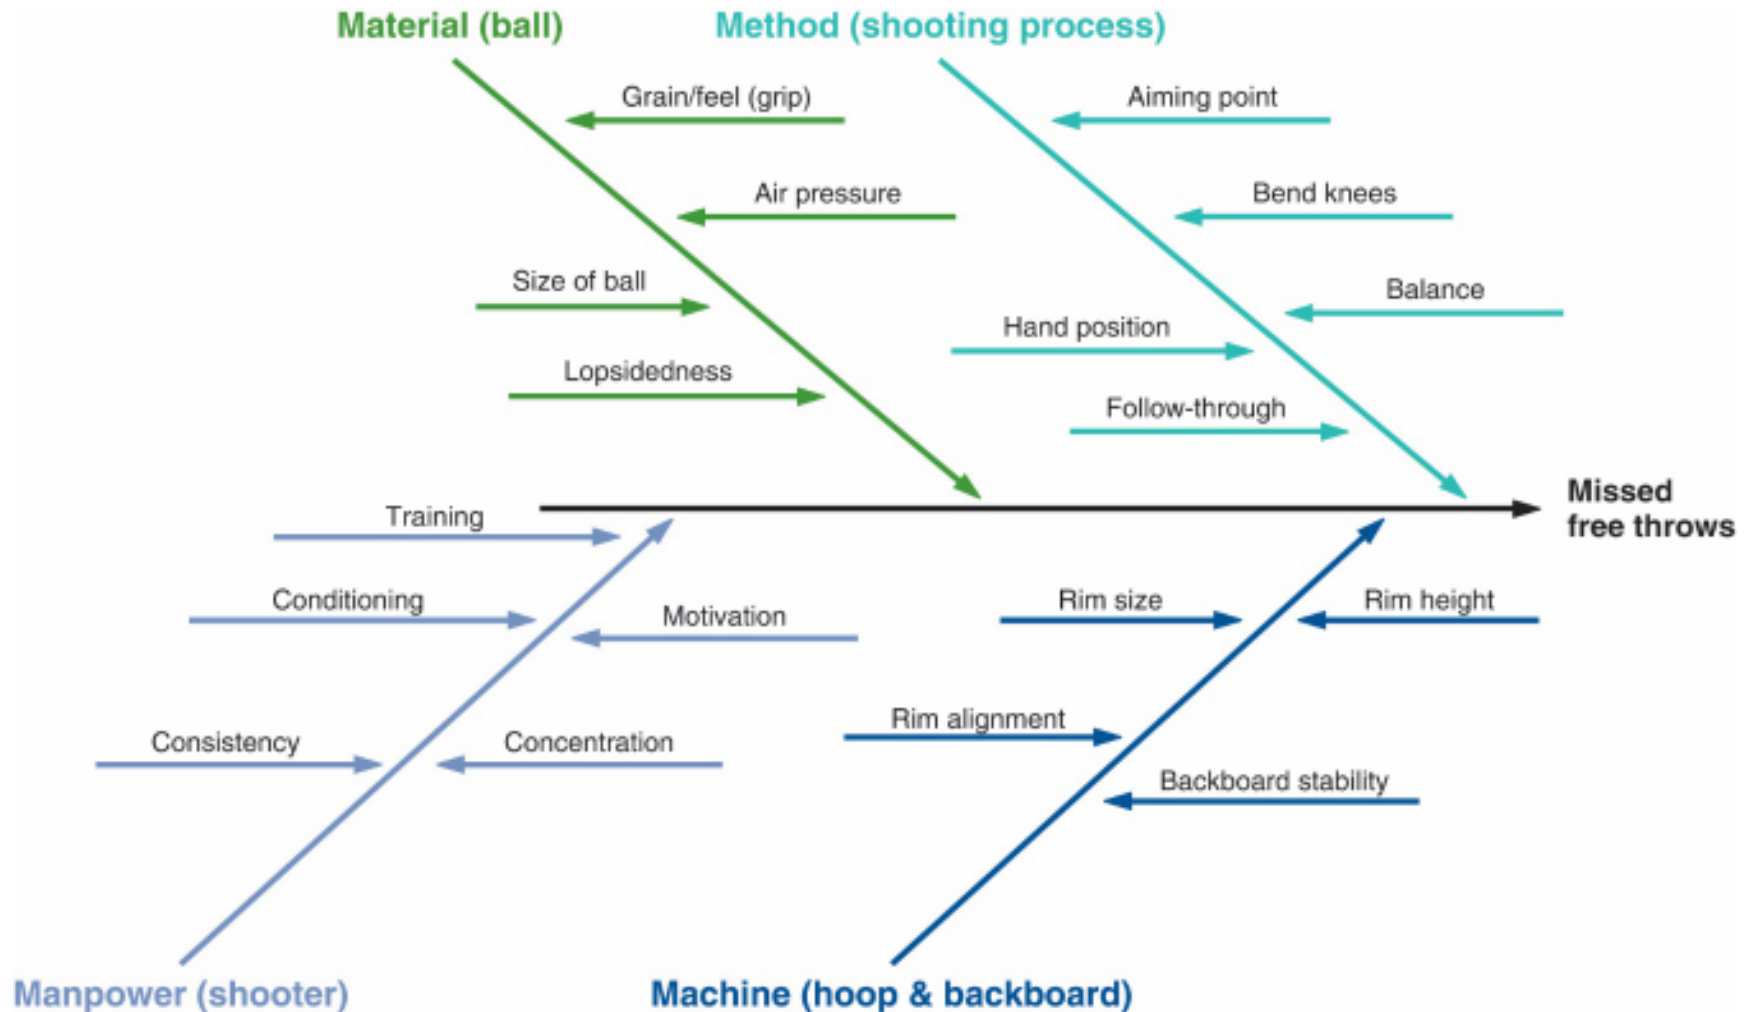 Material (ball)
Method (shooting process)
Grain/feel (grip)
Aiming point
Air pressure
Bend knees
Size of ball
Balance
Hand position
Lopsidedness
Follow-through
Missed
free throws
Training
Conditioning
Motivation
Rim size
Rim height
Rim alignment
Consistency
Concentration
Backboard stability
Manpower (shooter)
Machine (hoop & backboard)